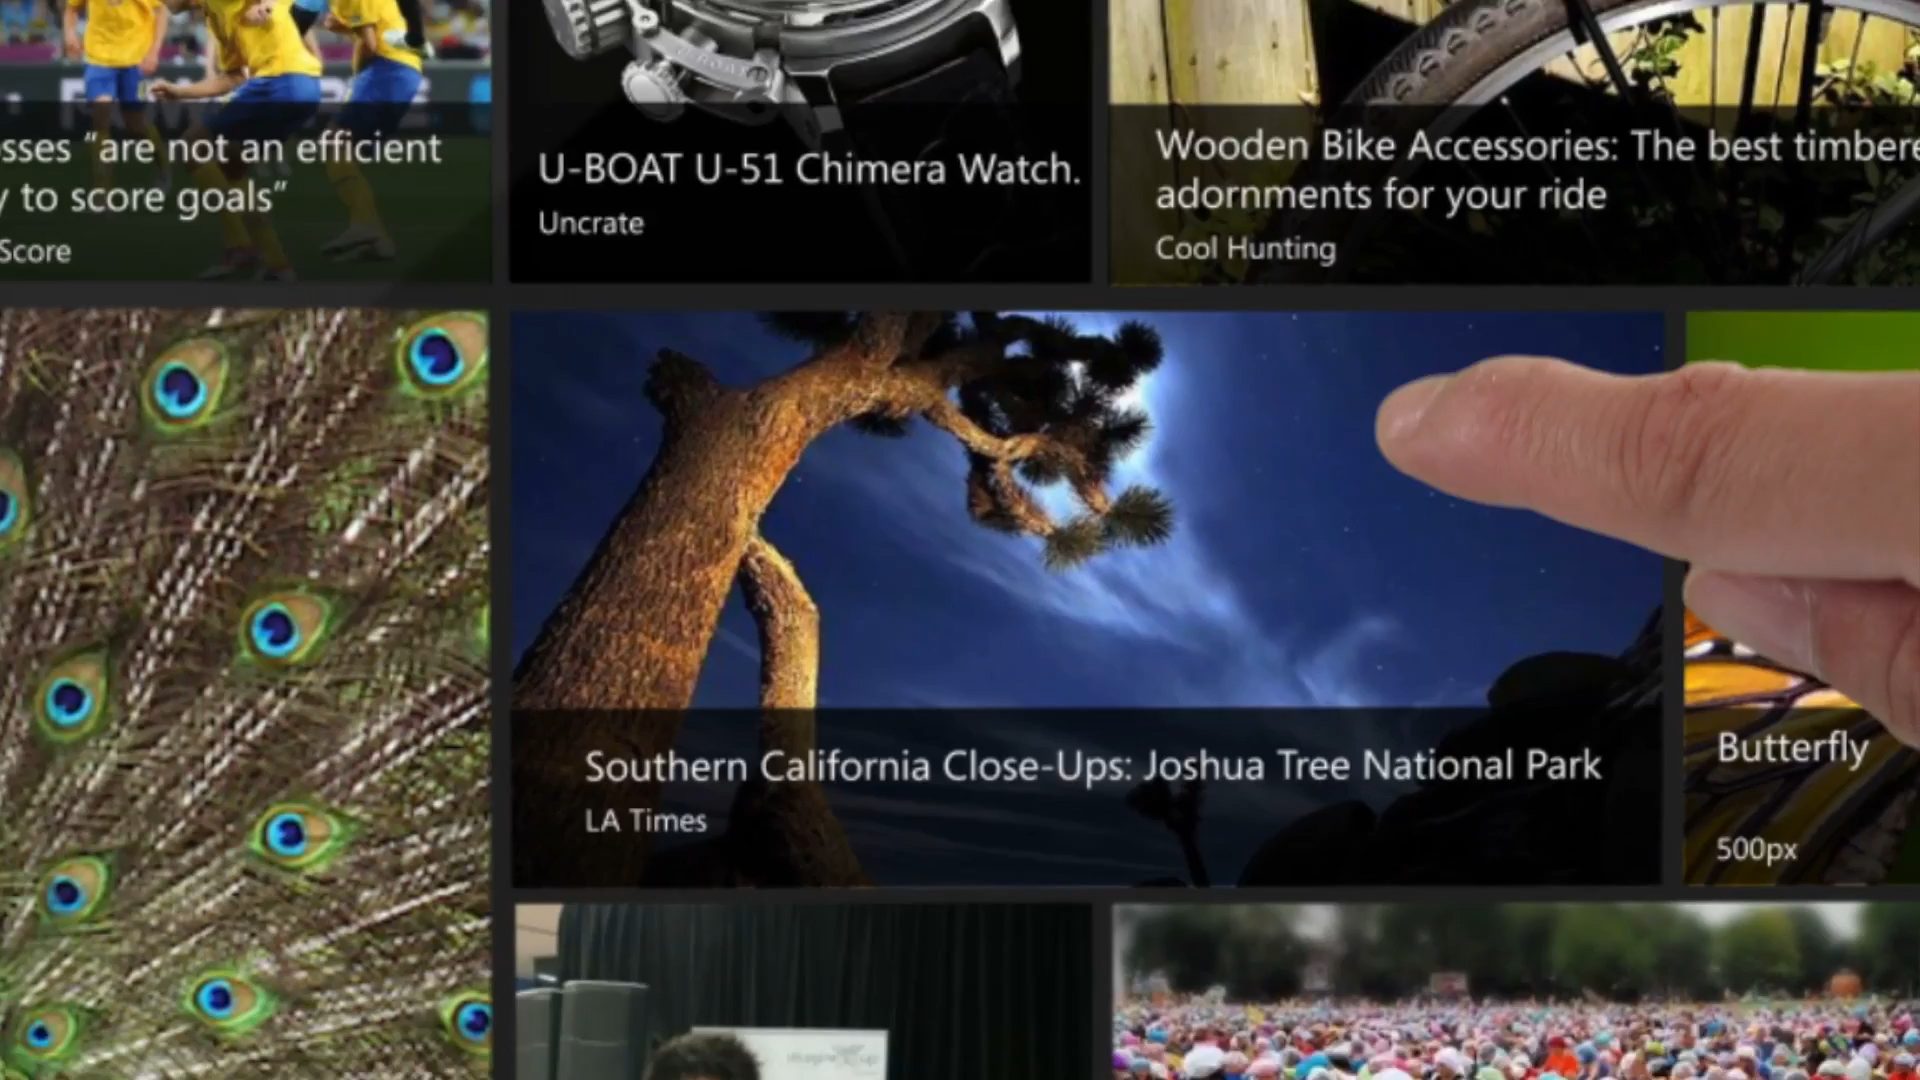 sses “are not an efficient
y to score goals”
Score
U-BOAT U-51 Chimera Watch.
Uncrate
Wooden Bike Accessories: The best timbere
adornments for your ride
Cool Hunting
Southern California Close-Ups: Joshua Tree National Park
LA Times
Butterfly
500px